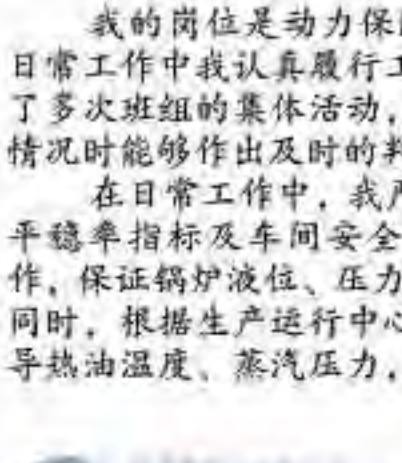 我的岗位是动力保
日常工作中我认真履行
了多次班组的集体活动，
情况时能够作出及时的判
在日常工作中，我严
平稳率指标及车间安全
作，保证锅炉液位、压力
同时，根据生产运行中心
导热油温度、蒸汽压力，